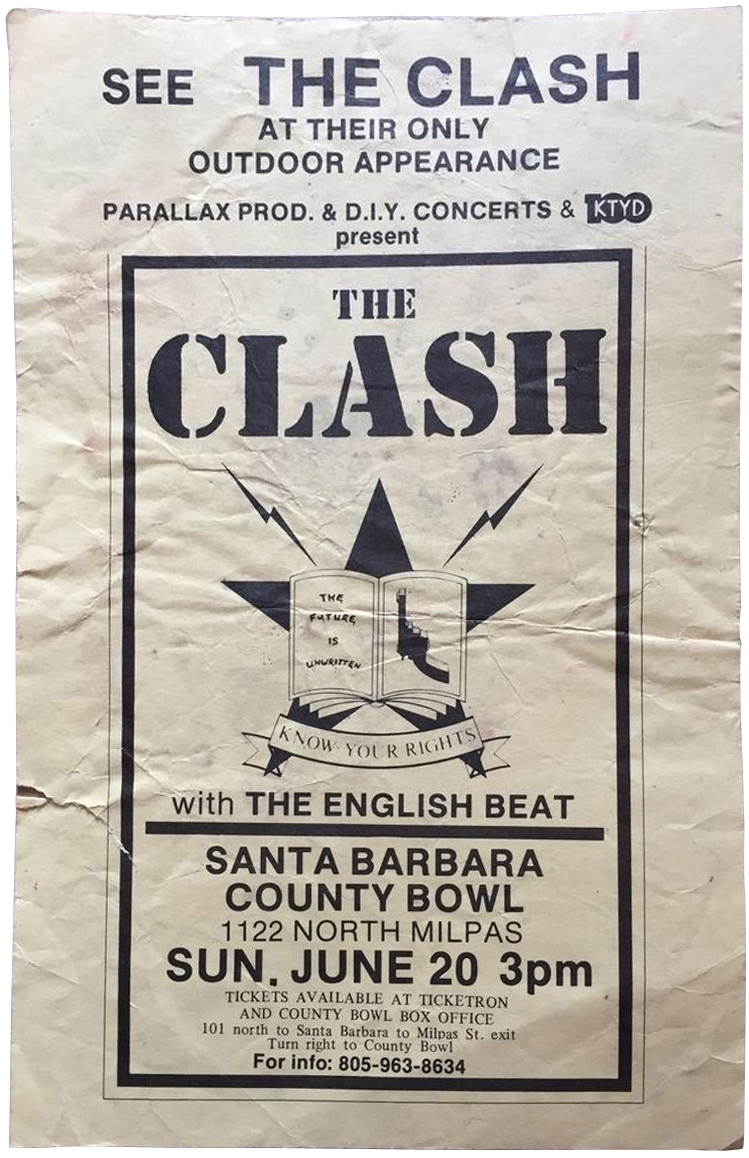 SEE THE CLASH
AT THEIR ONLY
OUTDOOR APPEARANCE
PARALLAX PROD. & D.I.Y. CONCERTS & KTYD
present
THE
CLASH
THE
FUTURE
IS
UNWRITTEN
KNOW YOUR RIGHTS
with THE ENGLISH BEAT
SANTA BARBARA
COUNTY BOWL
1122 NORTH MILPAS
SUN. JUNE 20 3pm
TICKETS AVAILABLE AT TICKETRON
AND COUNTY BOWL BOX OFFICE
101 north to Santa Barbara to Milpas St. exit
Turn right to County Bowl
For info: 805-963-8634